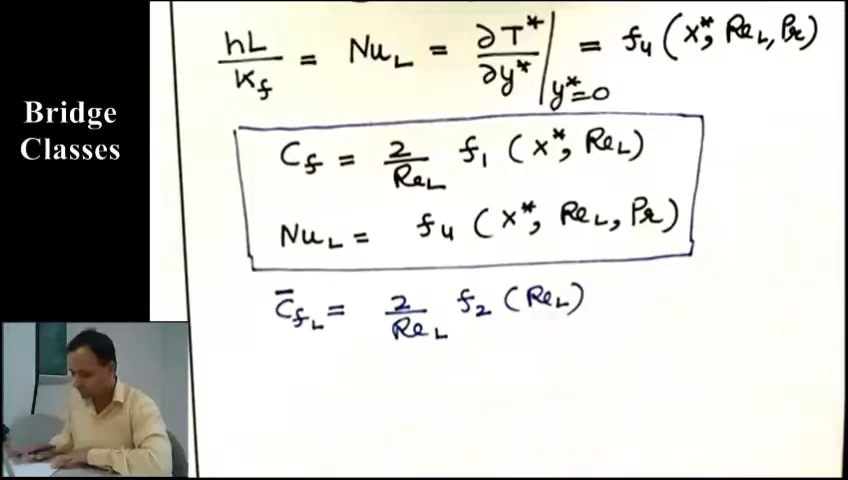 Bridge
Classes
hL/k_f = Nu_L = ∂T*/∂y* |_{y*=0} = f_4 (x*, Re_L, Pr)
C_f = 2/Re_L f_1 (x*, Re_L)
Nu_L = f_4 (x*, Re_L, Pr)
C̄_{f_L} = 2/Re_L f_2 (Re_L)